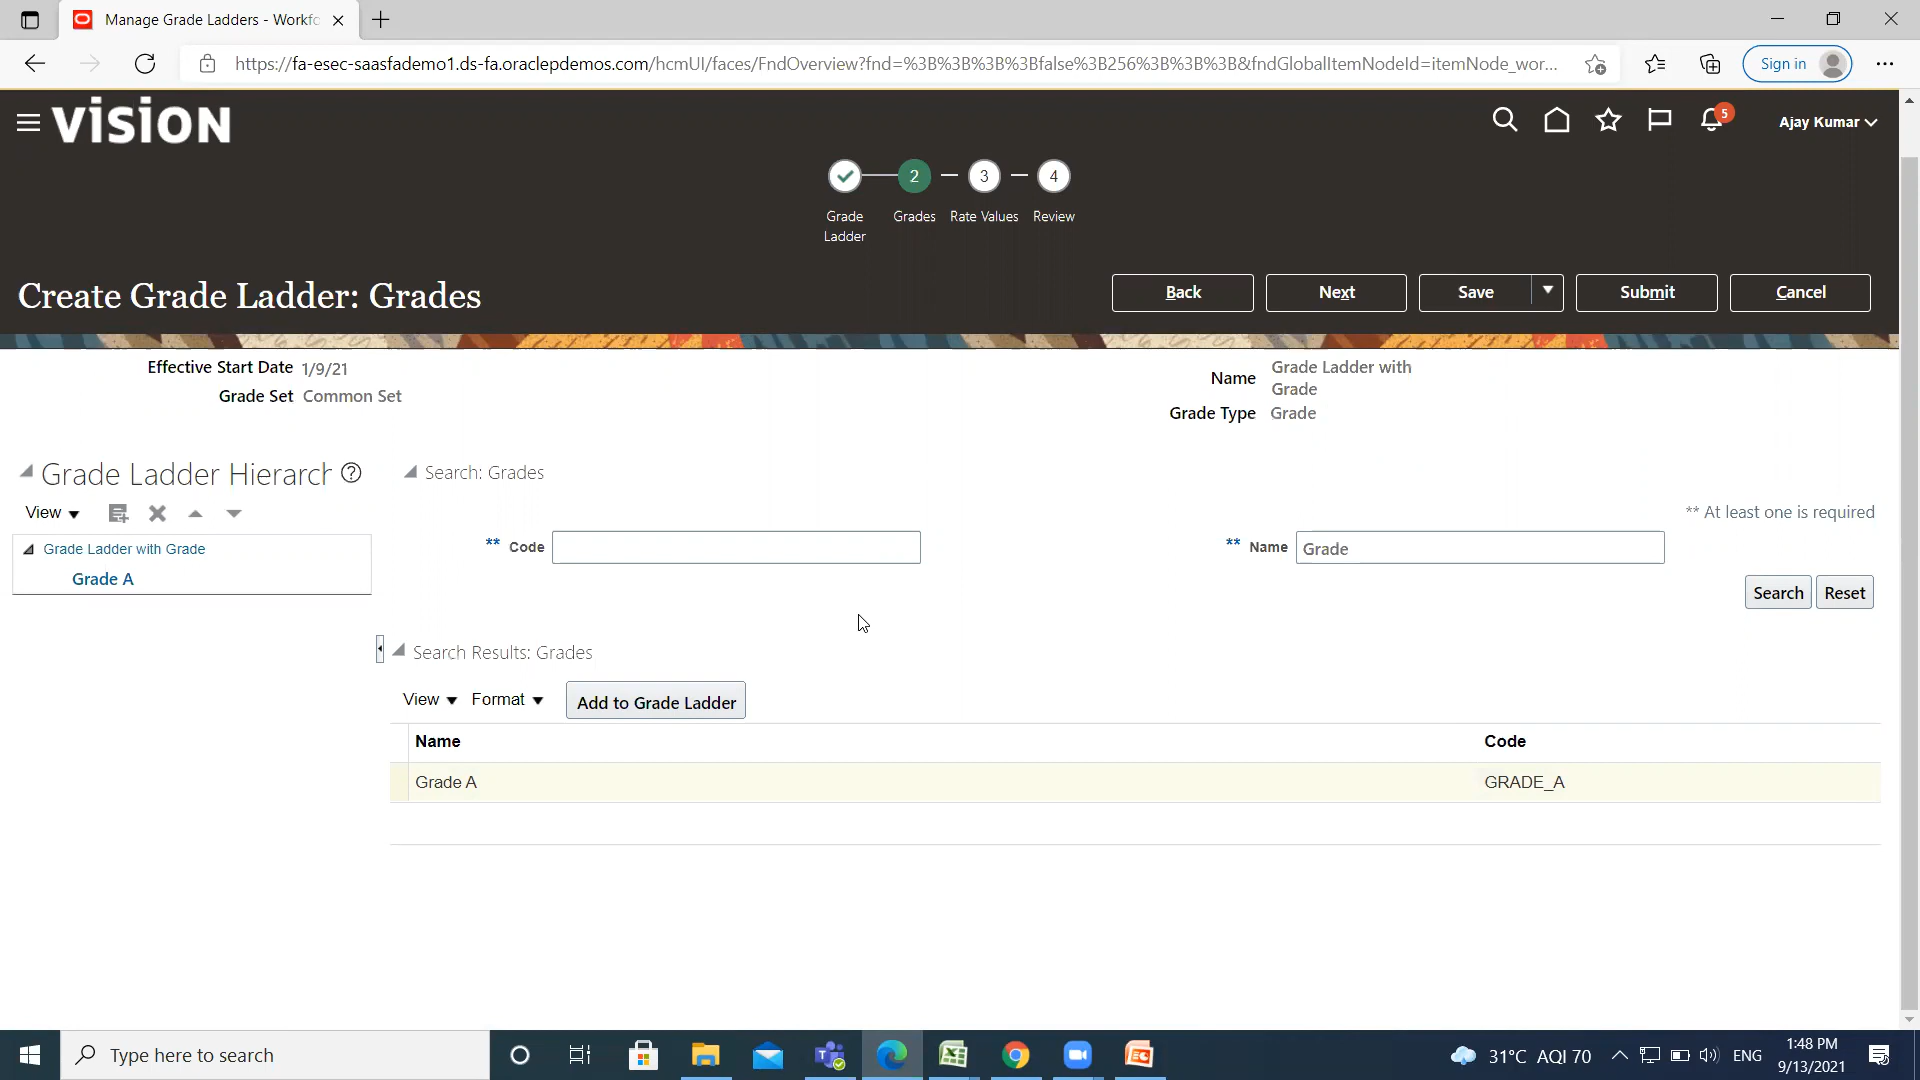 Manage Grade Ladders - Workfo
https://fa-esec-saasfademo1.ds-fa.oraclepdemos.com/hcmUI/faces/FndOverview?fnd=%3B%3B%3B%3Bfalse%3B256%3B%3B%3B&fndGlobalItemNodeId=itemNode_wor...
Sign in
vision
5
Ajay Kumar
2 3 4
Grade Ladder
Grades
Rate Values
Review
Create Grade Ladder: Grades
Back
Next
Save
Submit
Cancel
Effective Start Date 1/9/21
Grade Set Common Set
Name Grade Ladder with
Grade
Grade Type Grade
Grade Ladder Hierarch
Search: Grades
View
** At least one is required
Grade Ladder with Grade
Grade A
** Code
** Name Grade
Search
Reset
Search Results: Grades
View Format Add to Grade Ladder
Name Code
Grade A GRADE_A
Type here to search
31°C AQI 70
ENG
1:48 PM
9/13/2021